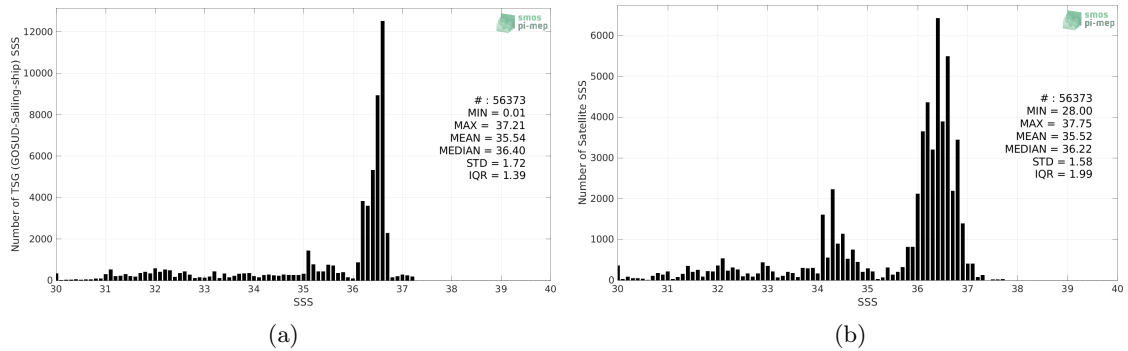 smos
pi-mep
12000
10000
8000
6000
4000
2000
0
Number of TSG (GOSUD-Sailing-ship) SSS
# : 56373
MIN = 0.01
MAX = 37.21
MEAN = 35.54
MEDIAN = 36.40
STD = 1.72
IQR = 1.39
30 31 32 33 34 35 36 37 38 39 40
SSS
(a)
smos
pi-mep
6000
5000
4000
3000
2000
1000
0
Number of Satellite SSS
# : 56373
MIN = 28.00
MAX = 37.75
MEAN = 35.52
MEDIAN = 36.22
STD = 1.58
IQR = 1.99
30 31 32 33 34 35 36 37 38 39 40
SSS
(b)